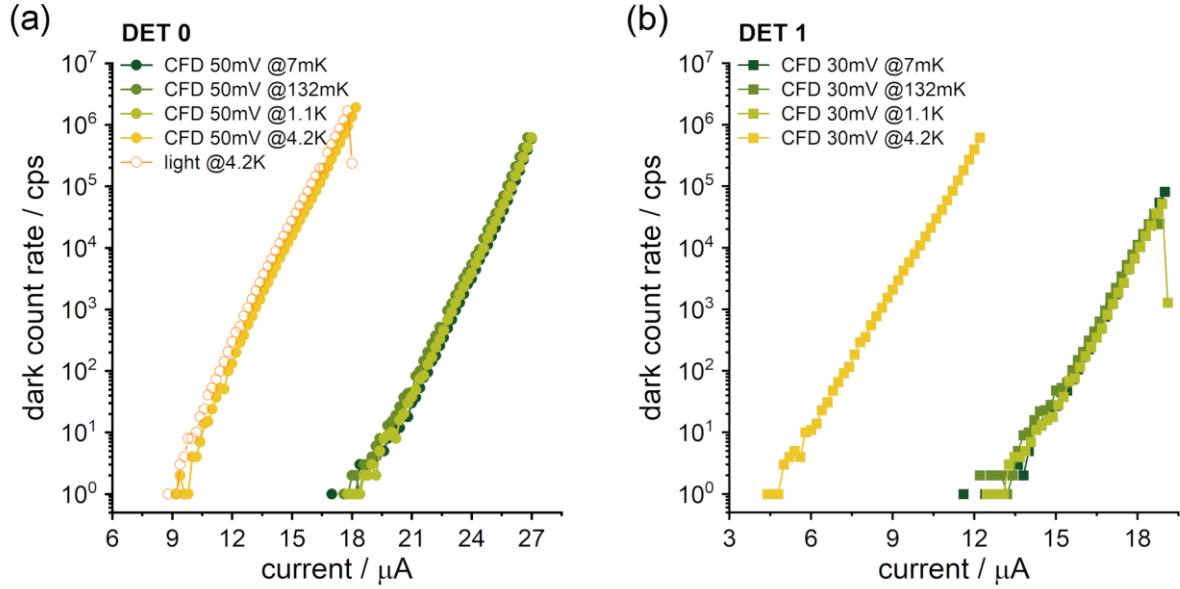 (a)
DET 0
CFD 50mV @7mK
CFD 50mV @132mK
CFD 50mV @1.1K
CFD 50mV @4.2K
light @4.2K
10⁷
10⁶
10⁵
10⁴
10³
10²
10¹
10⁰
dark count rate / cps
6 9 12 15 18 21 24 27
current / μA
(b)
DET 1
CFD 30mV @7mK
CFD 30mV @132mK
CFD 30mV @1.1K
CFD 30mV @4.2K
10⁷
10⁶
10⁵
10⁴
10³
10²
10¹
10⁰
dark count rate / cps
3 6 9 12 15 18
current / μA